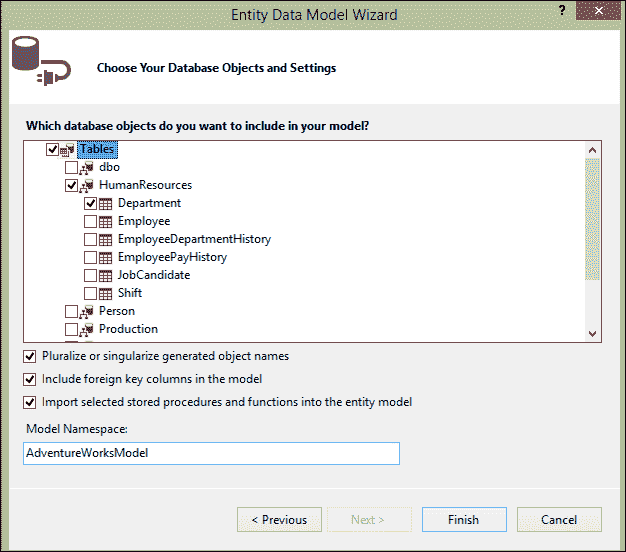 Entity Data Model Wizard
?
Choose Your Database Objects and Settings
Which database objects do you want to include in your model?
Tables
dbo
HumanResources
Department
Employee
EmployeeDepartmentHistory
EmployeePayHistory
JobCandidate
Shift
Person
Production
Pluralize or singularize generated object names
Include foreign key columns in the model
Import selected stored procedures and functions into the entity model
Model Namespace:
AdventureWorksModel
< Previous
Next >
Finish
Cancel